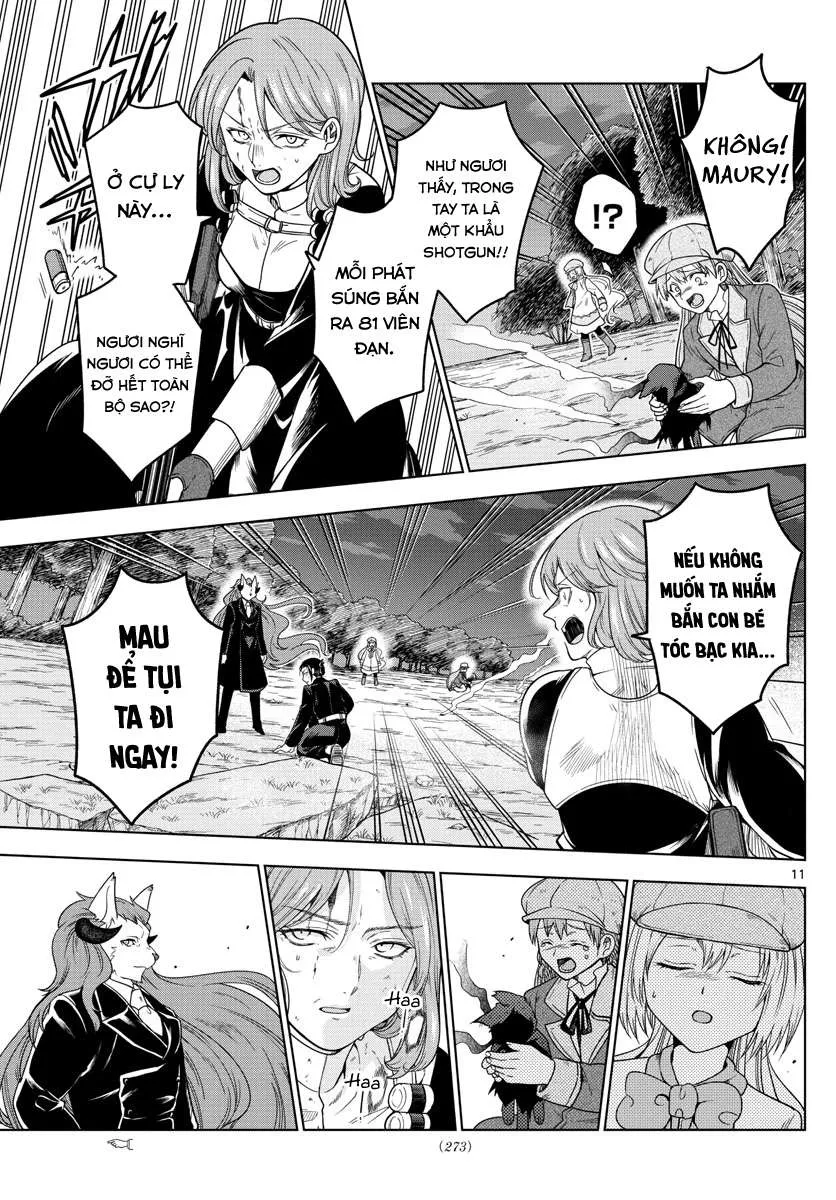 KHÔNG!
MAURY!
!?
NHƯ NGƯƠI
THẤY, TRONG
TAY TA LÀ
MỘT KHẨU
SHOTGUN!!
MỖI PHÁT
SÚNG BẮN
RA 81 VIÊN
ĐẠN.
Ở CỰ LY
NÀY...
NGƯƠI NGHĨ
NGƯƠI CÓ THỂ
ĐỠ HẾT TOÀN
BỘ SAO?!
NẾU KHÔNG
MUỐN TA NHẮM
BẮN CON BÉ
TÓC BẠC KIA...
MAU
ĐỂ TỤI
TA ĐI
NGAY!
11
Haa
Haa
(273)